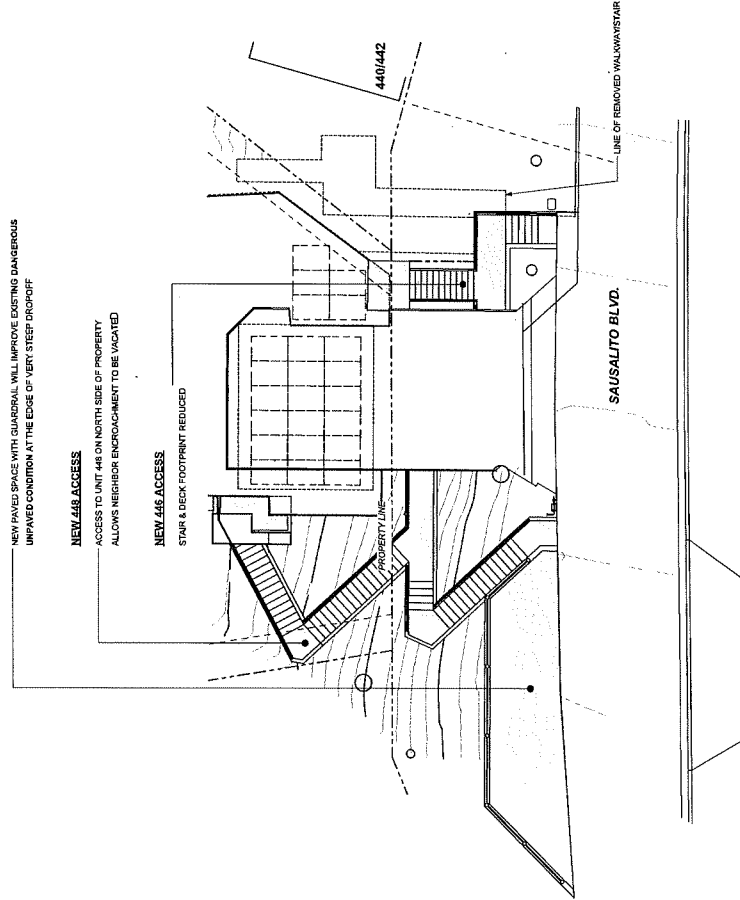 NEW PAVED SPACE WITH GUARDRAIL WILL IMPROVE EXISTING DANGEROUS
UNPAVED CONDITION AT THE EDGE OF VERY STEEP DROPOFF
NEW 448 ACCESS
ACCESS TO UNIT 448 ON NORTH SIDE OF PROPERTY
ALLOWS NEIGHBOR ENCROACHMENT TO BE VACATED
NEW 446 ACCESS
STAIR & DECK FOOTPRINT REDUCED
440/442
PROPERTY LINE
LINE OF REMOVED WALKWAY/STAIR
SAUSALITO BLVD.